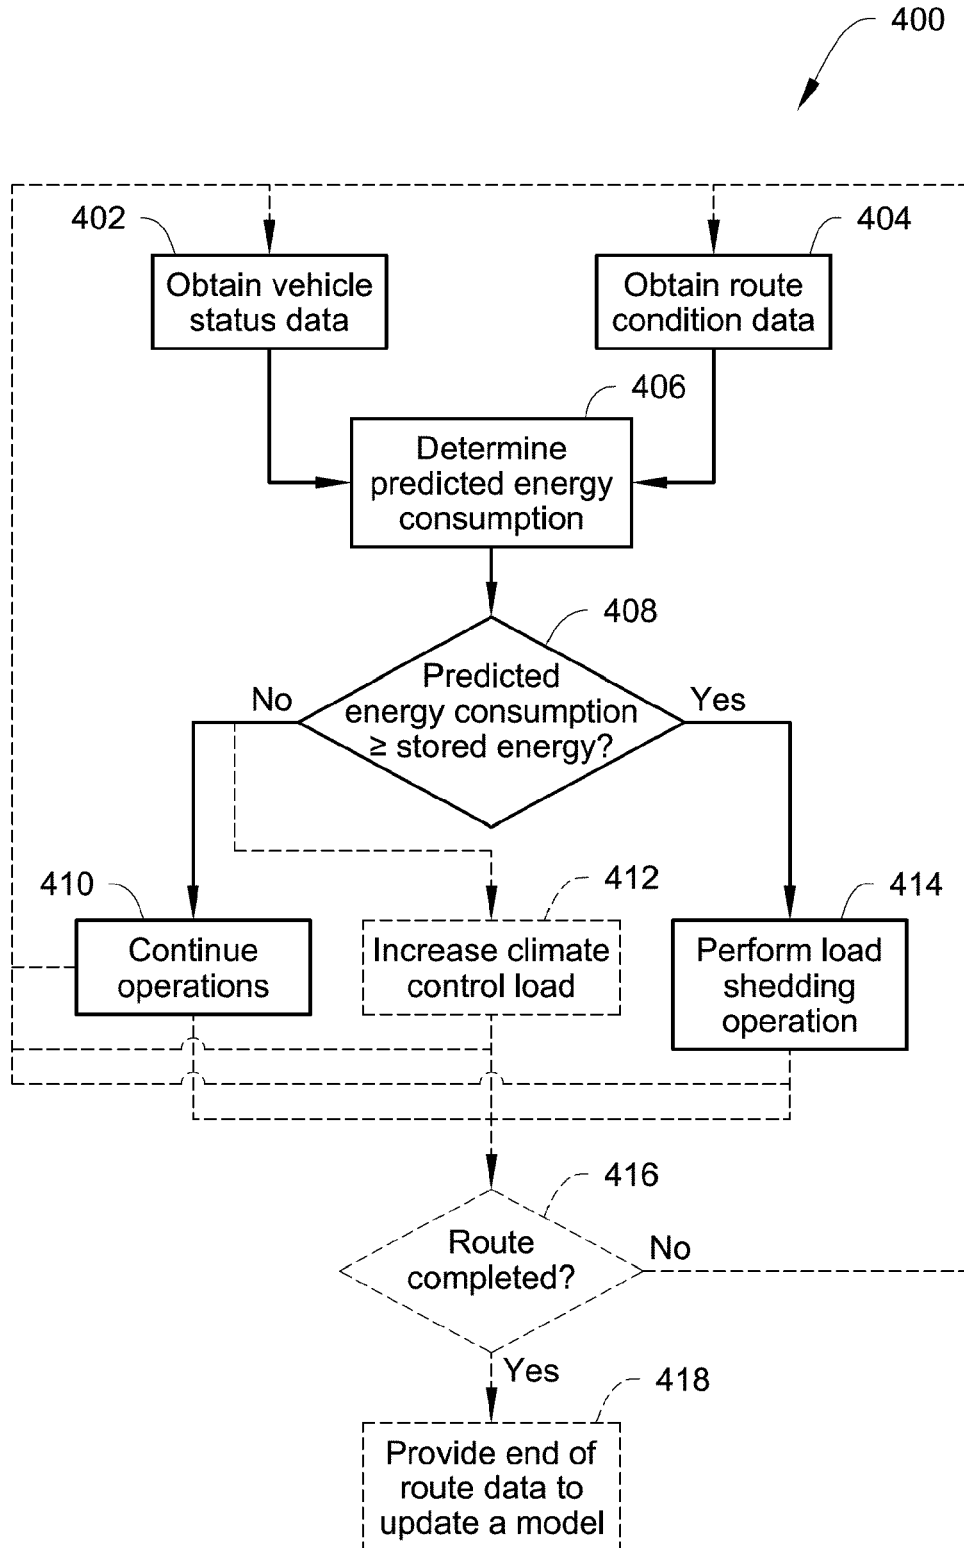 400
402
404
Obtain vehicle
status data
Obtain route
condition data
406
Determine
predicted energy
consumption
408
Predicted
energy consumption
≥ stored energy?
No
Yes
410
412
414
Continue
operations
Increase climate
control load
Perform load
shedding
operation
416
Route
completed?
No
Yes
418
Provide end of
route data to
update a model